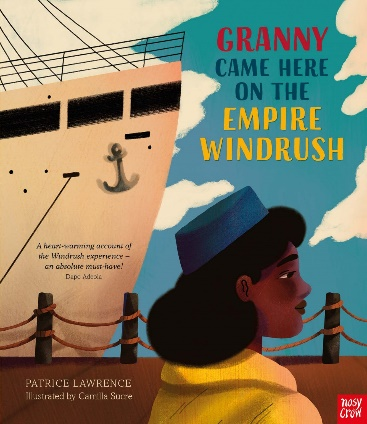 GRANNY
CAME HERE
ON THE
EMPIRE
WINDRUSH
A heart-warming account of
the Windrush experience –
an absolute must-have!
Dapo Adeola
PATRICE LAWRENCE
Illustrated by Camilla Sucre
nosy
crow